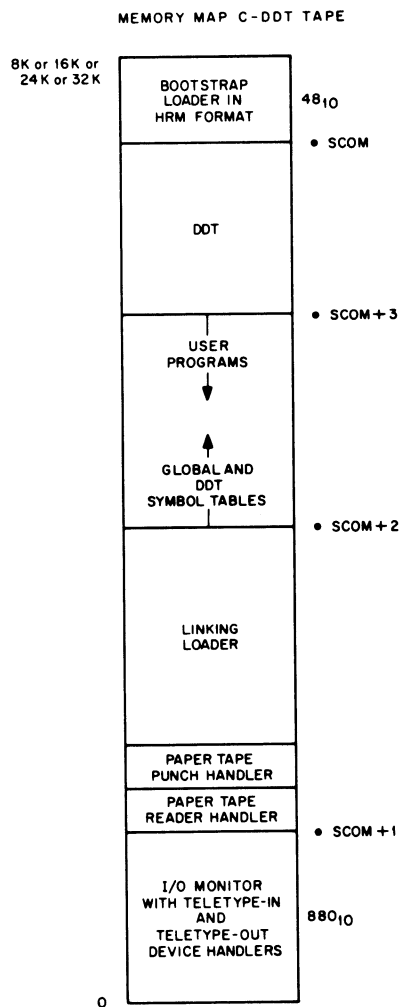 MEMORY MAP C-DDT TAPE
8K or 16K or
24K or 32K
BOOTSTRAP
LOADER IN
HRM FORMAT
48₁₀
• SCOM
DDT
• SCOM+3
USER
PROGRAMS
GLOBAL AND
DDT
SYMBOL TABLES
• SCOM+2
LINKING
LOADER
PAPER TAPE
PUNCH HANDLER
PAPER TAPE
READER HANDLER
• SCOM+1
I/O MONITOR
WITH TELETYPE-IN
AND
TELETYPE-OUT
DEVICE HANDLERS
880₁₀
0